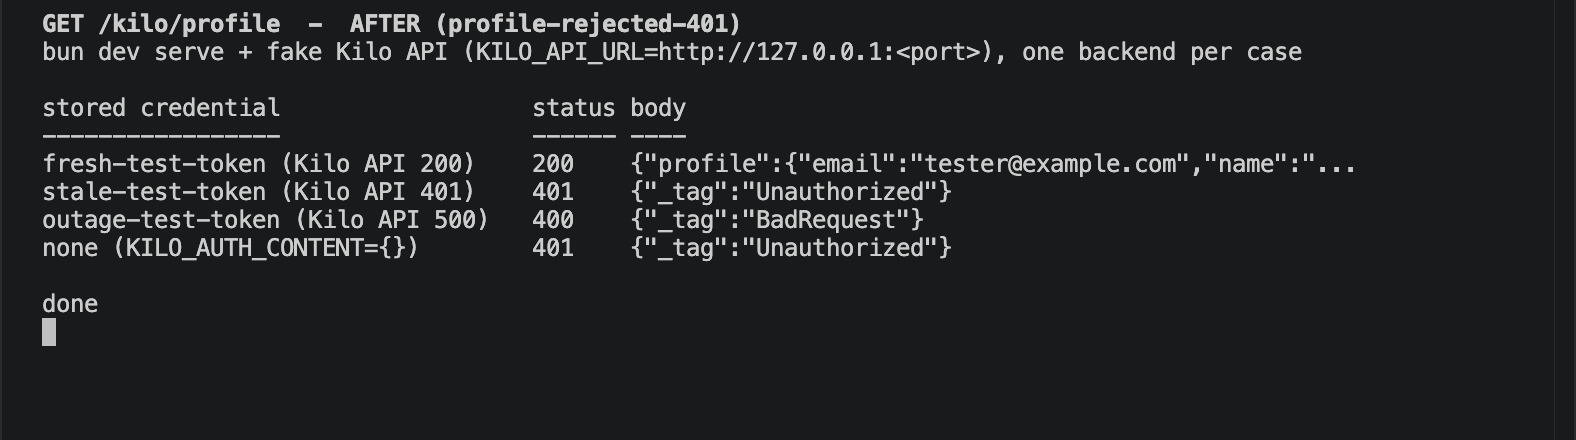 GET /kilo/profile  -  AFTER (profile-rejected-401)
bun dev serve + fake Kilo API (KILO_API_URL=http://127.0.0.1:<port>), one backend per case
stored credential                  status body
-----------------                  ------ ----
fresh-test-token (Kilo API 200)    200    {"profile":{"email":"tester@example.com","name":"...
stale-test-token (Kilo API 401)    401    {"_tag":"Unauthorized"}
outage-test-token (Kilo API 500)   400    {"_tag":"BadRequest"}
none (KILO_AUTH_CONTENT={})        401    {"_tag":"Unauthorized"}
done